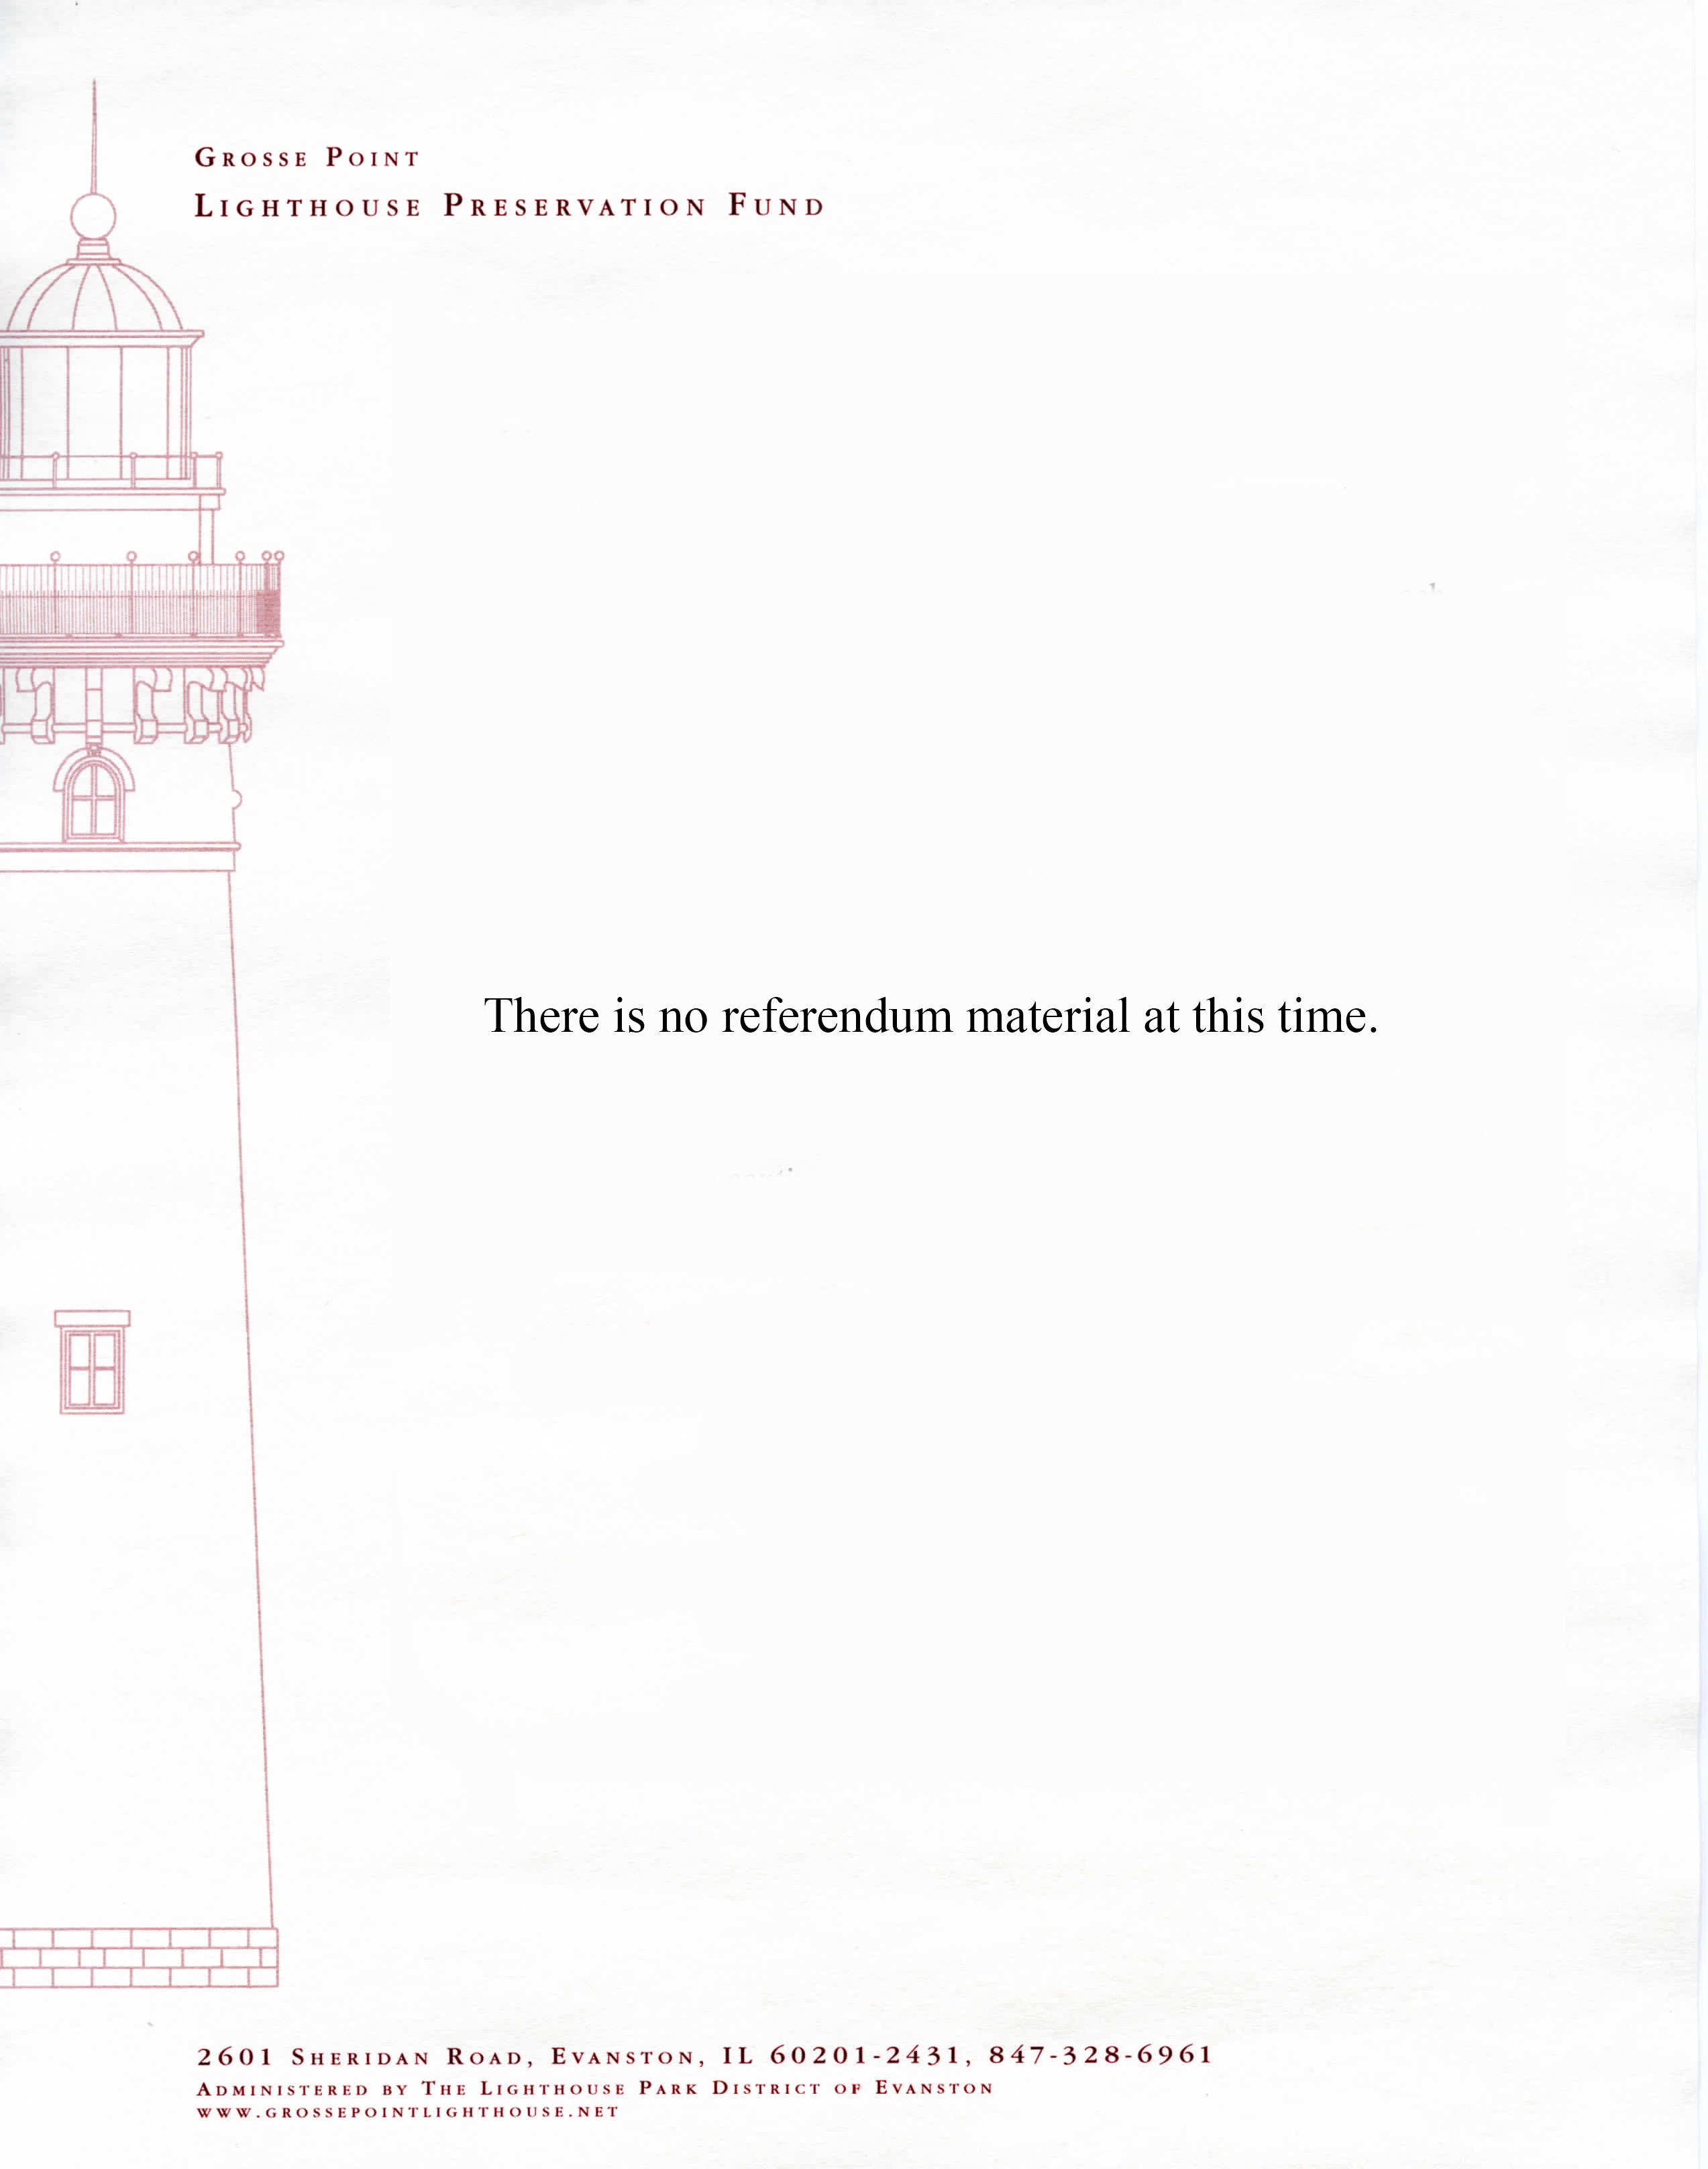 Grosse Point
Lighthouse Preservation Fund
There is no referendum material at this time.
2601 Sheridan Road, Evanston, IL 60201-2431, 847-328-6961
Administered by The Lighthouse Park District of Evanston
www.grossepointlighthouse.net